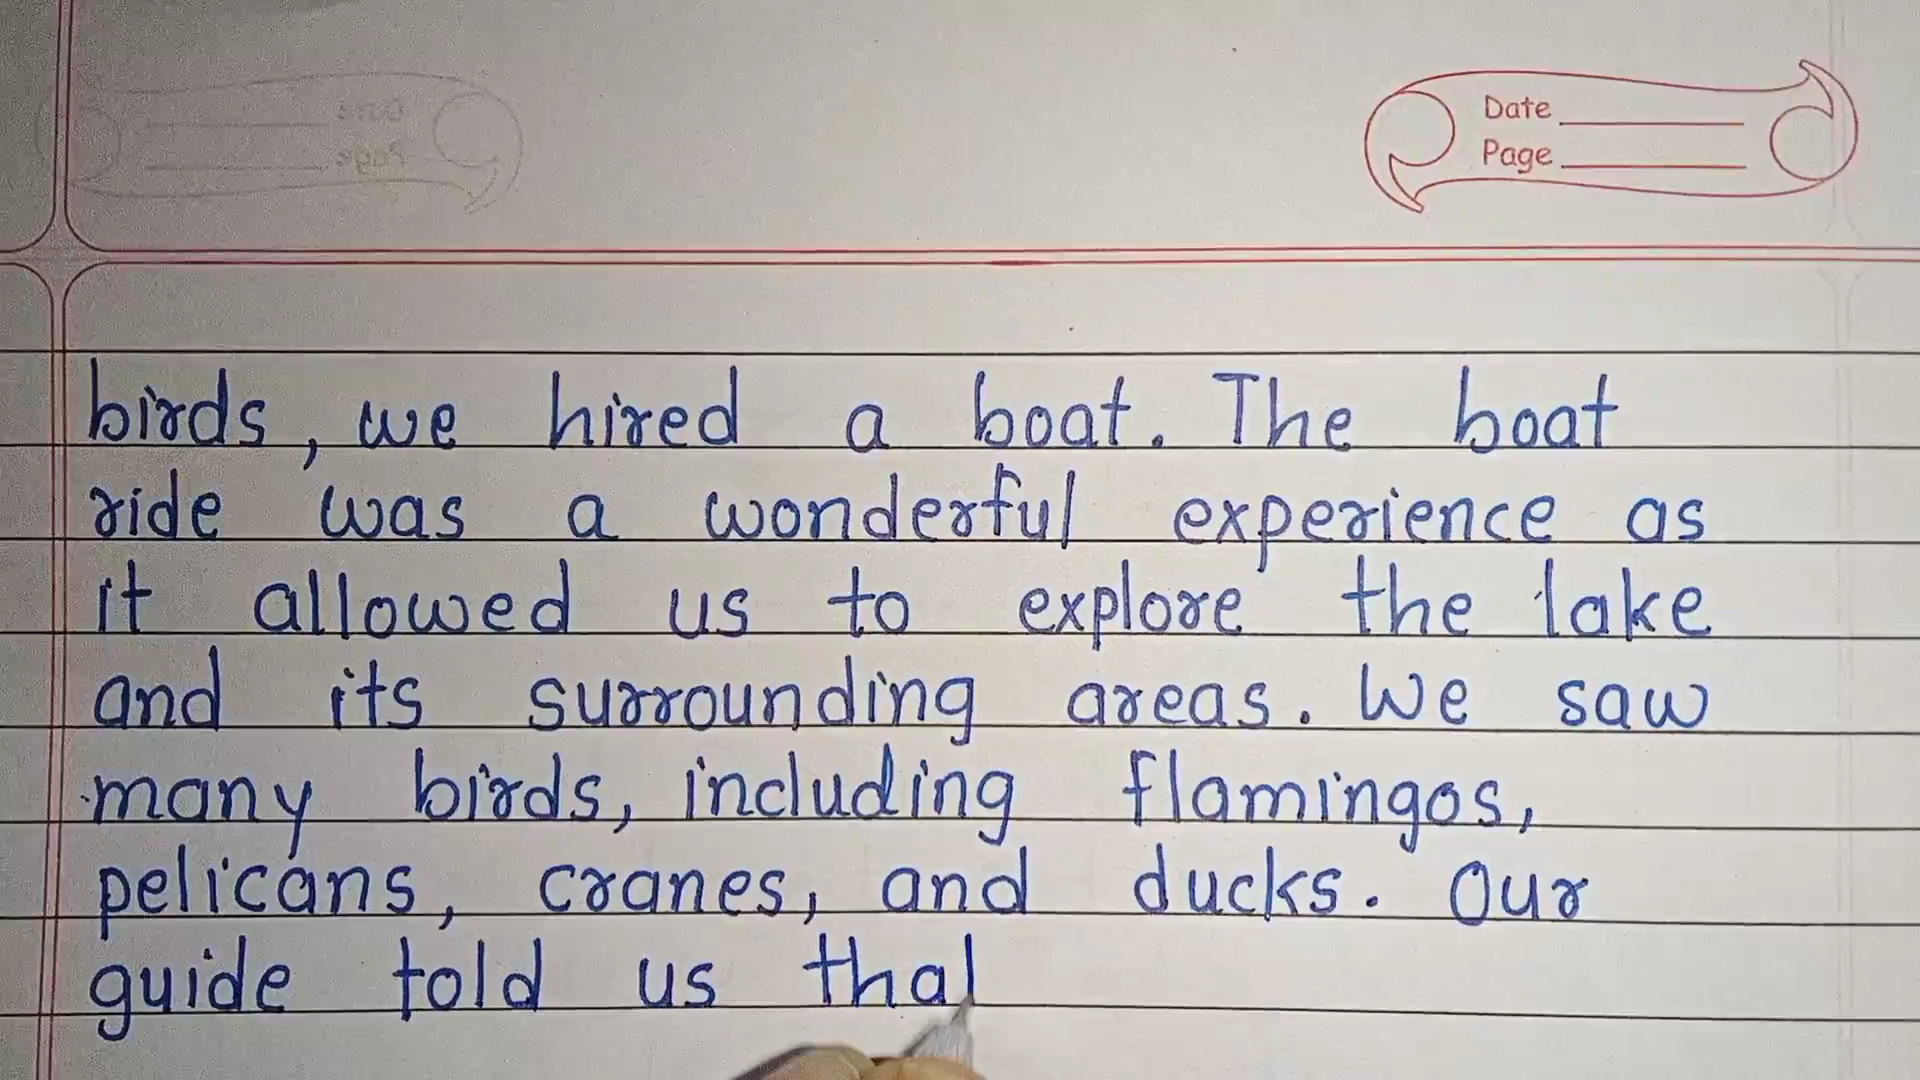 Date
Page
birds, we hired a boat. The boat
ride was a wonderful experience as
it allowed us to explore the lake
and its surrounding areas. We saw
many birds, including flamingos,
pelicans, cranes, and ducks. Our
guide told us thal